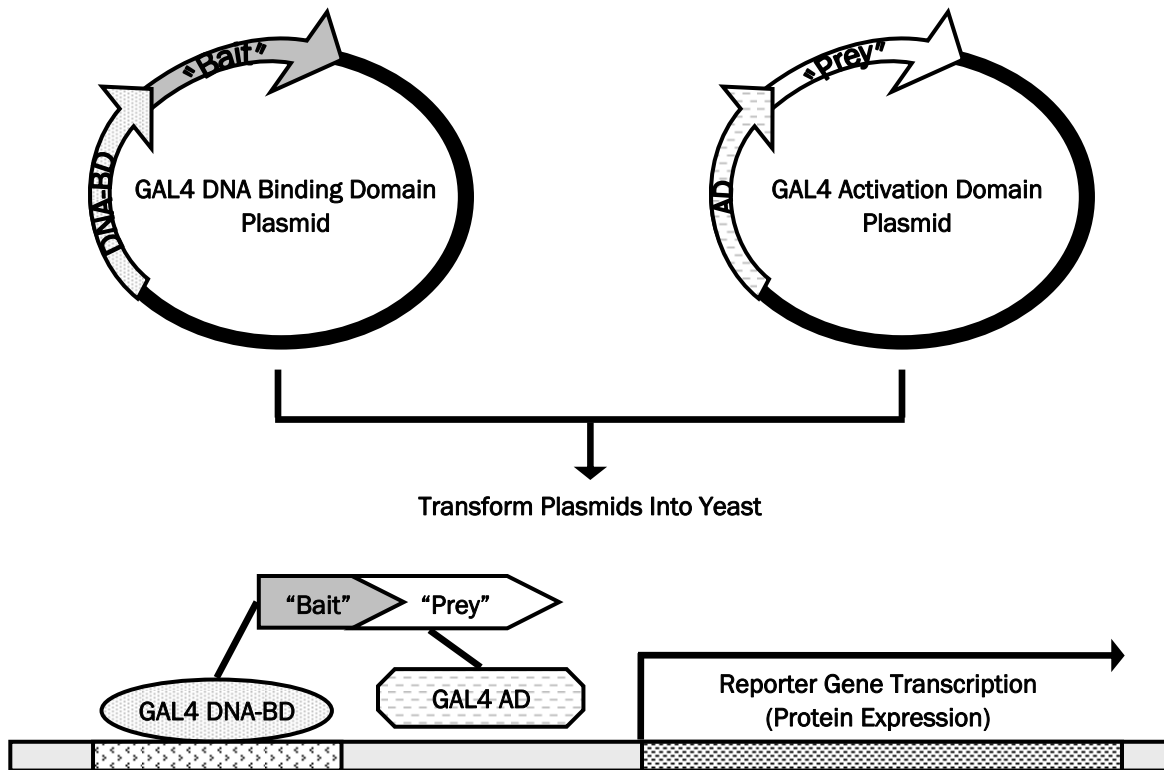 “Bait”
DNA-BD
GAL4 DNA Binding Domain
Plasmid
“Prey”
AD
GAL4 Activation Domain
Plasmid
Transform Plasmids Into Yeast
“Bait”
“Prey”
GAL4 DNA-BD
GAL4 AD
Reporter Gene Transcription
(Protein Expression)